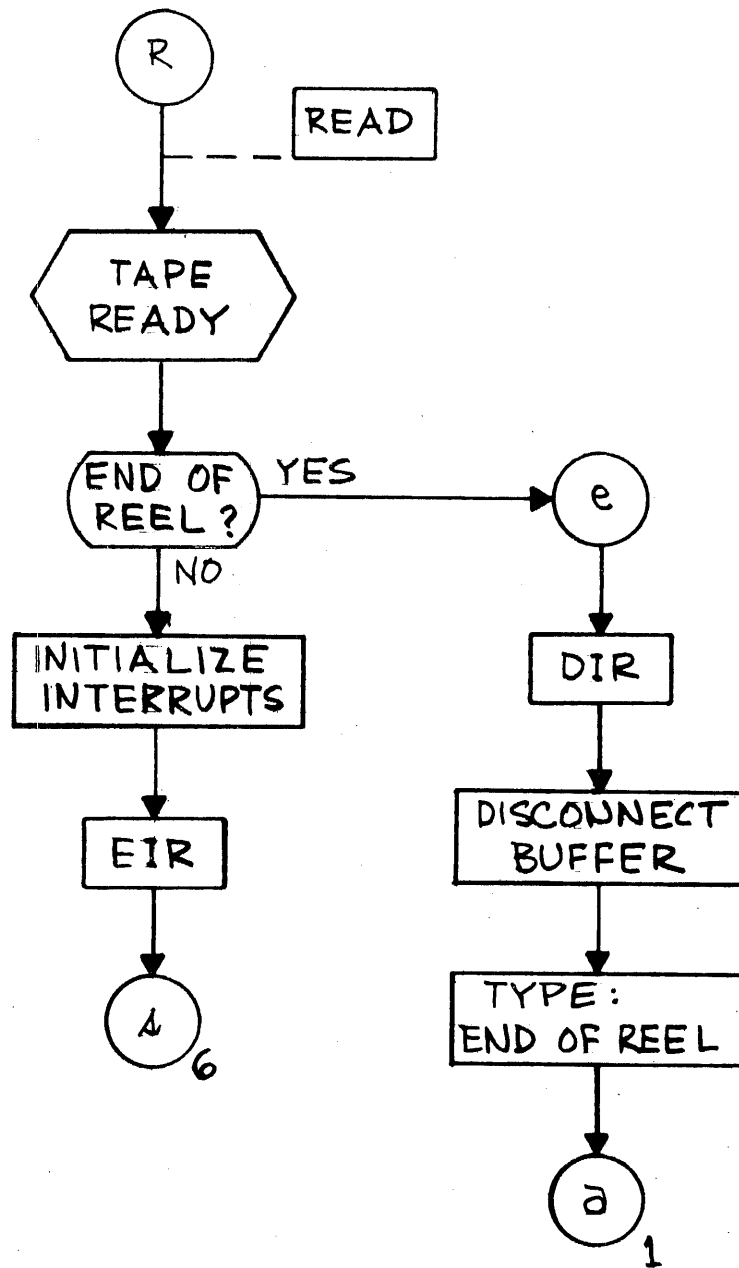 R
READ
TAPE
READY
END OF
REEL?
YES
e
NO
INITIALIZE
INTERRUPTS
DIR
EIR
DISCONNECT
BUFFER
s
6
TYPE:
END OF REEL
a
1